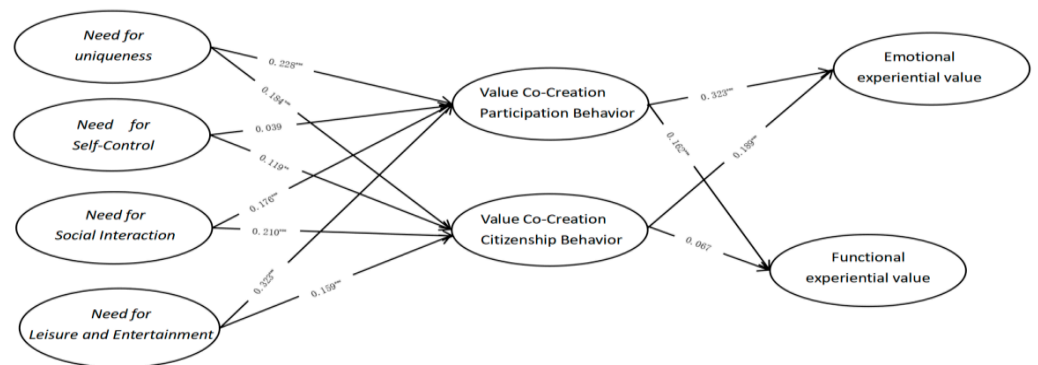 Need for
uniqueness
Need for
Self-Control
Need for
Social Interaction
Need for
Leisure and Entertainment
0.228***
0.184***
0.039
0.119**
0.176***
0.210***
0.323***
0.159***
Value Co-Creation
Participation Behavior
Value Co-Creation
Citizenship Behavior
0.323***
0.162***
0.189***
0.067
Emotional
experiential value
Functional
experiential value